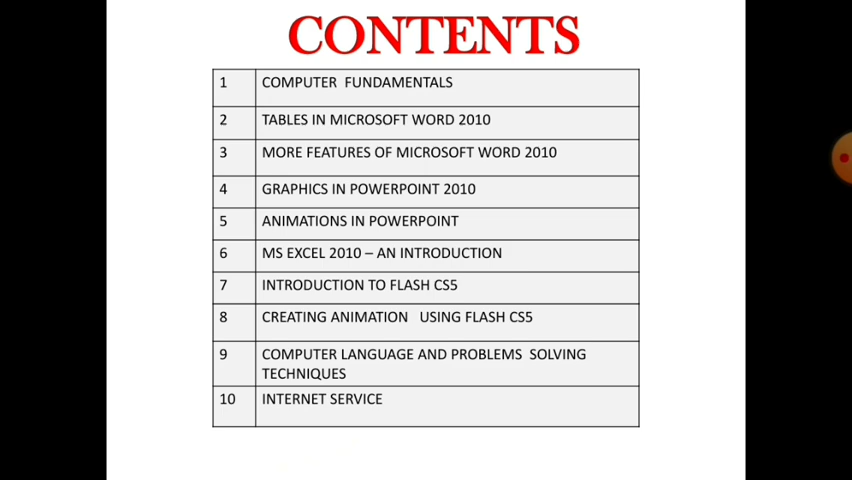 CONTENTS
1 COMPUTER FUNDAMENTALS
2 TABLES IN MICROSOFT WORD 2010
3 MORE FEATURES OF MICROSOFT WORD 2010
4 GRAPHICS IN POWERPOINT 2010
5 ANIMATIONS IN POWERPOINT
6 MS EXCEL 2010 – AN INTRODUCTION
7 INTRODUCTION TO FLASH CS5
8 CREATING ANIMATION USING FLASH CS5
9 COMPUTER LANGUAGE AND PROBLEMS SOLVING
TECHNIQUES
10 INTERNET SERVICE